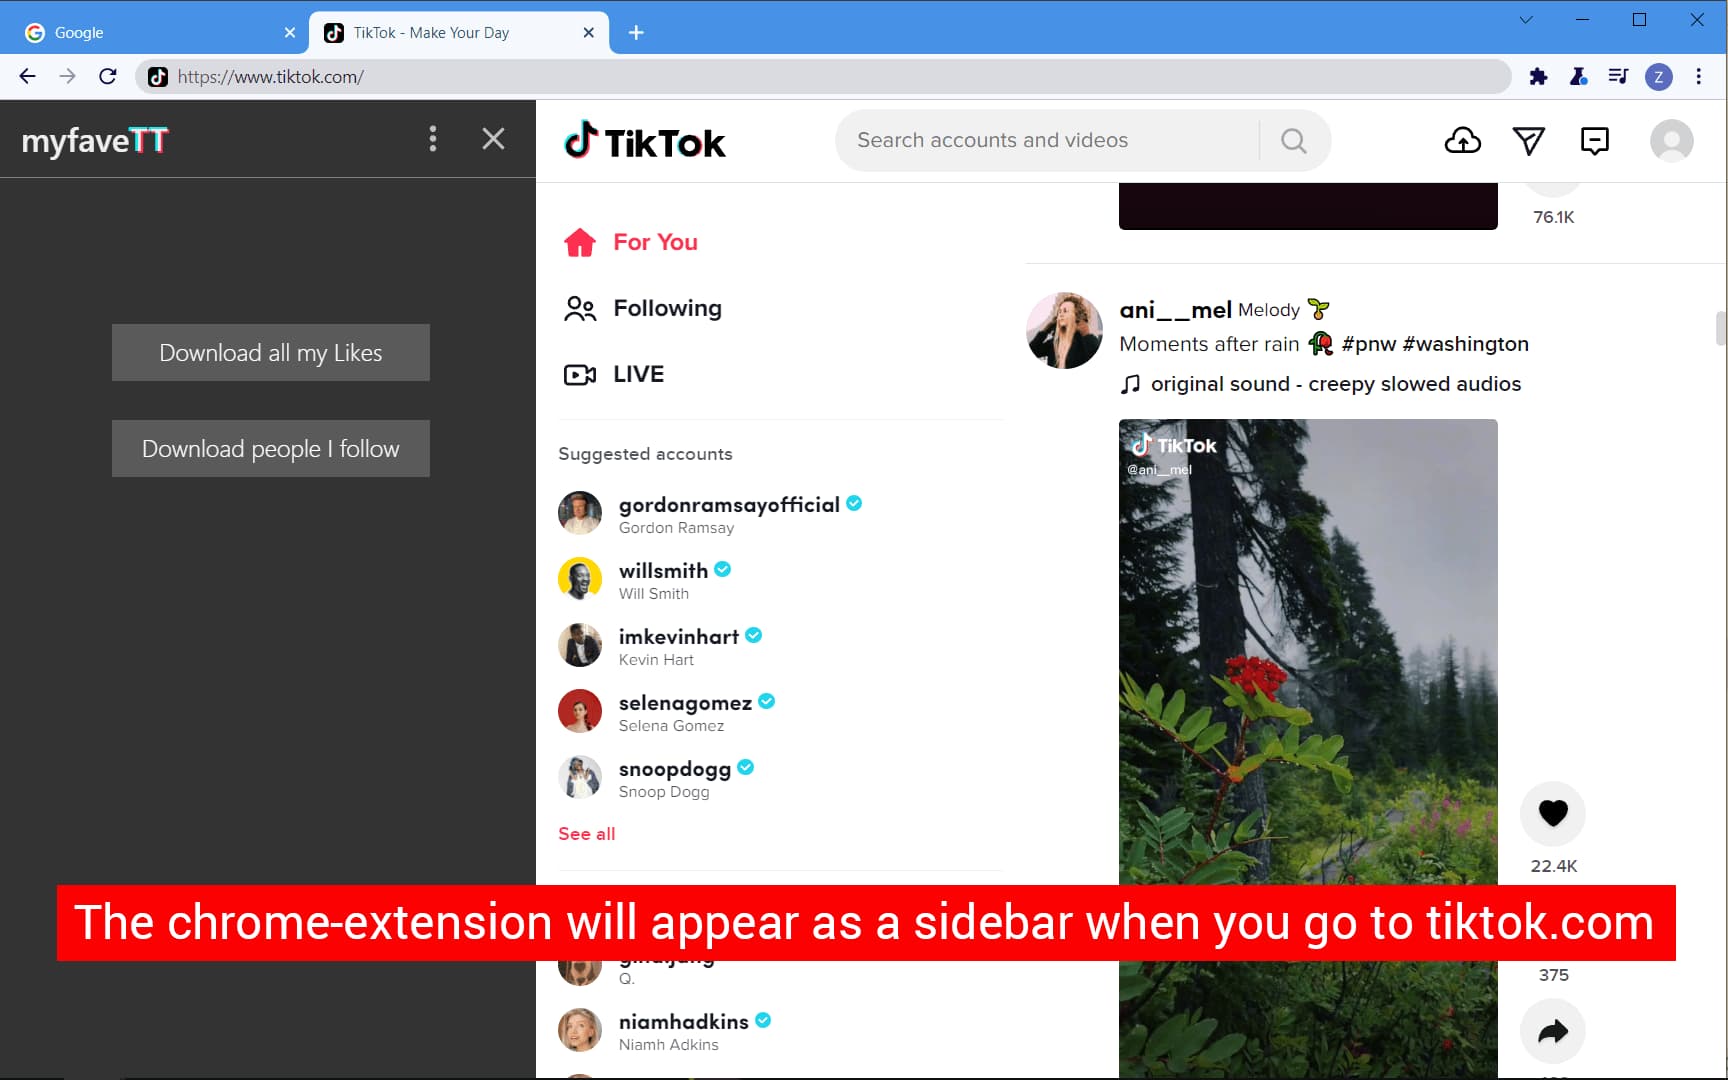 Google
TikTok - Make Your Day
https://www.tiktok.com/
Z
myfaveTT
Download all my Likes
Download people I follow
TikTok
Search accounts and videos
For You
Following
LIVE
Suggested accounts
gordonramsayofficial
Gordon Ramsay
willsmith
Will Smith
imkevinhart
Kevin Hart
selenagomez
Selena Gomez
snoopdogg
Snoop Dogg
See all
Q.
niamhadkins
Niamh Adkins
76.1K
ani__mel Melody
Moments after rain #pnw #washington
original sound - creepy slowed audios
TikTok
@ani__mel
22.4K
375
The chrome-extension will appear as a sidebar when you go to tiktok.com